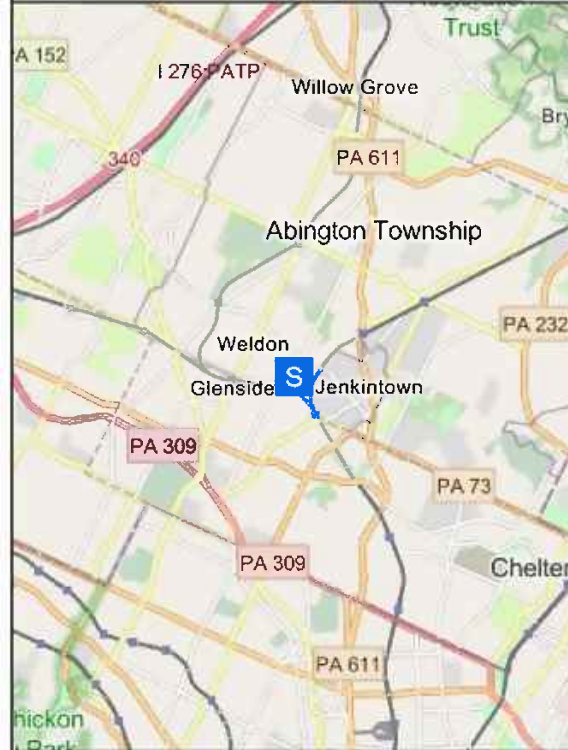 Trust
PA 152
I 276 PATP
Willow Grove
Bry
PA 611
340
Abington Township
PA 232
Weldon
S
Glenside
Jenkintown
PA 309
PA 73
PA 309
Chelten
PA 611
hickon
Park